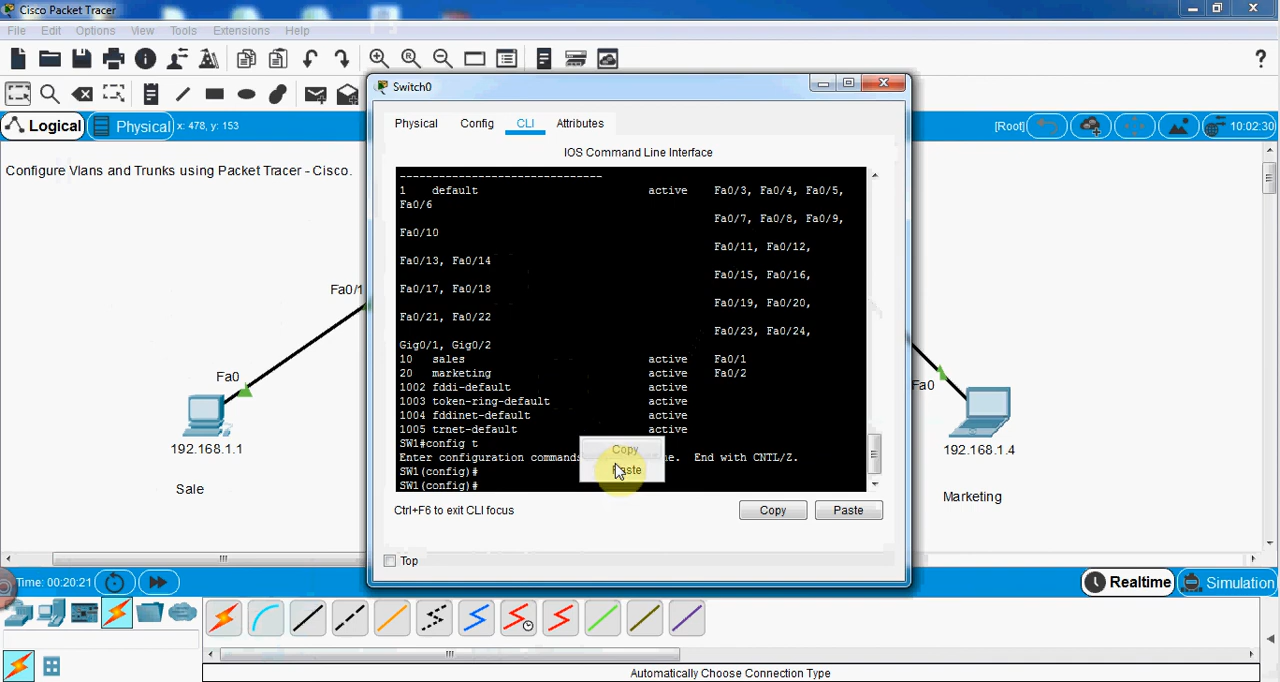 Cisco Packet Tracer
File Edit Options View Tools Extensions Help
Logical Physical x: 478, y: 153 [Root] 10:02:30
Configure Vlans and Trunks using Packet Tracer - Cisco.
Fa0/1
Fa0
192.168.1.1
Sale
Switch0
Physical Config CLI Attributes
IOS Command Line Interface
--------------------------------
1 default active Fa0/3, Fa0/4, Fa0/5,
Fa0/6
Fa0/7, Fa0/8, Fa0/9,
Fa0/10
Fa0/11, Fa0/12,
Fa0/13, Fa0/14
Fa0/15, Fa0/16,
Fa0/17, Fa0/18
Fa0/19, Fa0/20,
Fa0/21, Fa0/22
Fa0/23, Fa0/24,
Gig0/1, Gig0/2
10 sales active Fa0/1
20 marketing active Fa0/2
1002 fddi-default active
1003 token-ring-default active
1004 fddinet-default active
1005 trnet-default active
SW1#config t
Enter configuration commands End with CNTL/Z.
SW1(config)#
SW1(config)#
Copy
Paste
Ctrl+F6 to exit CLI focus Copy Paste
Top
Fa0
192.168.1.4
Marketing
Time: 00:20:21 Realtime Simulation
Automatically Choose Connection Type